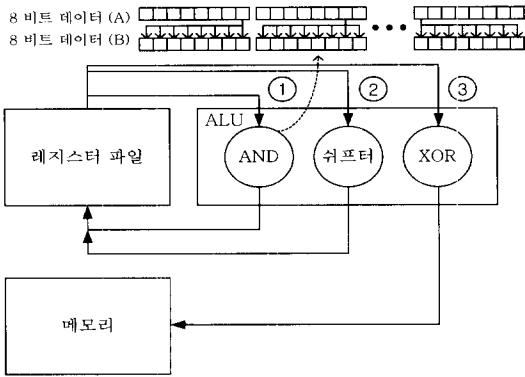 8 비트 데이터 (A)
8 비트 데이터 (B)
• • •
① ② ③
ALU
레지스터 파일
AND 쉬프터 XOR
메모리